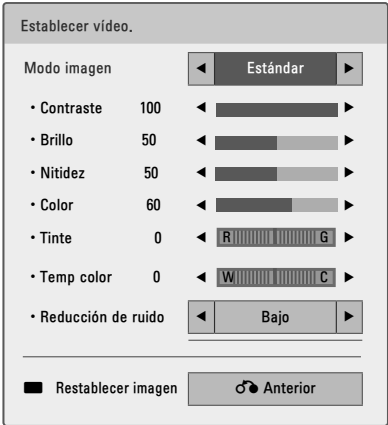 Establecer vídeo.
Modo imagen ◀ Estándar ▶
• Contraste 100
• Brillo 50
• Nitidez 50
• Color 60
• Tinte 0 R G
• Temp color 0 W C
• Reducción de ruido ◀ Bajo ▶
Restablecer imagen Anterior